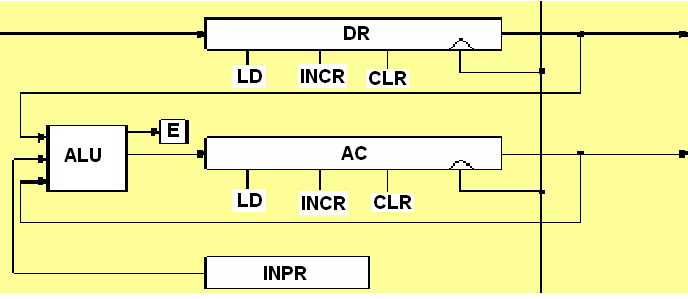 DR
LD INCR CLR
E
ALU
AC
LD INCR CLR
INPR